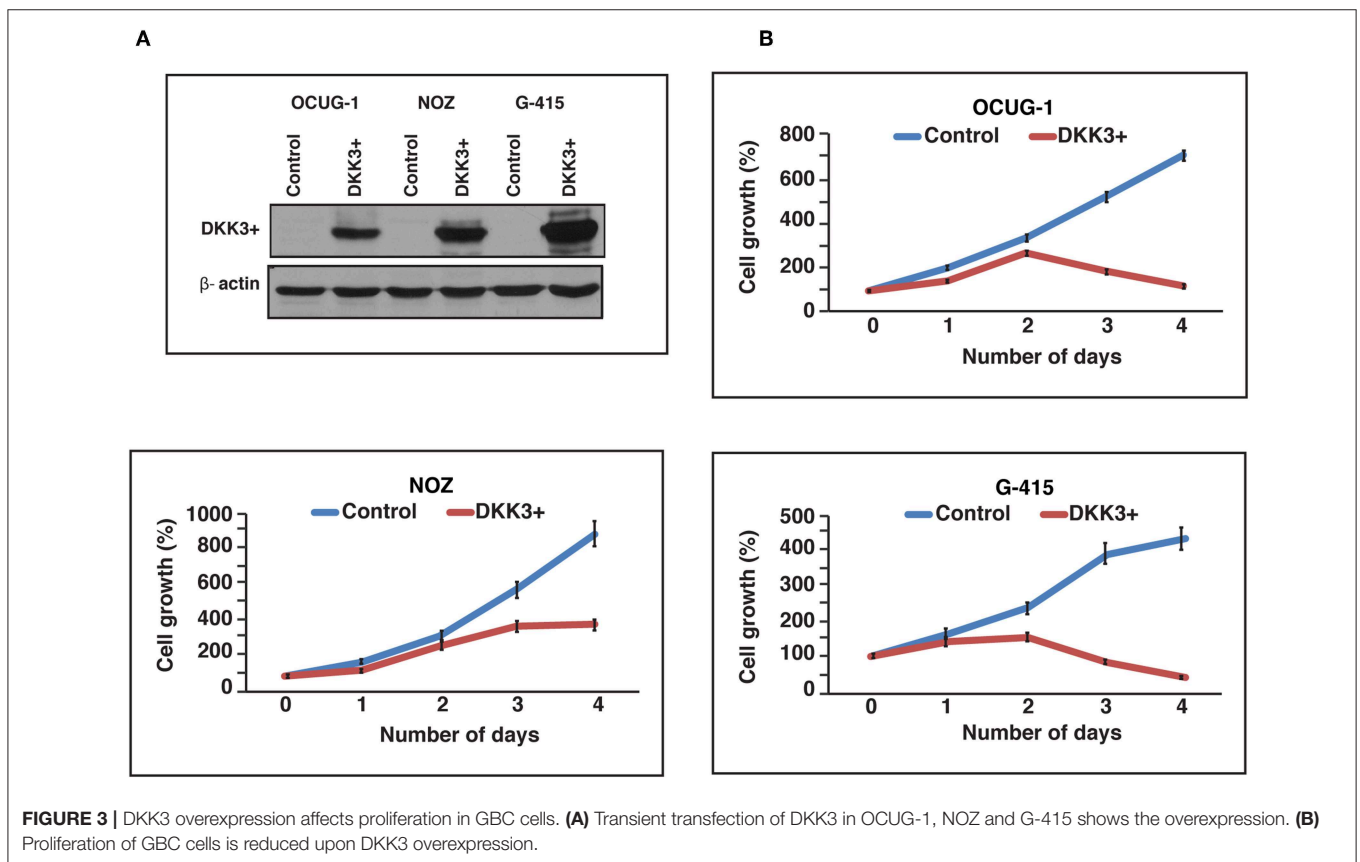 A
B
OCUG-1 NOZ G-415
Control DKK3+ Control DKK3+ Control DKK3+
DKK3+
β- actin
OCUG-1
Control DKK3+
800
600
400
200
0
Cell growth (%)
0 1 2 3 4
Number of days
NOZ
Control DKK3+
1000
800
600
400
200
0
Cell growth (%)
0 1 2 3 4
Number of days
G-415
Control DKK3+
500
400
300
200
100
0
Cell growth (%)
0 1 2 3 4
Number of days
FIGURE 3 | DKK3 overexpression affects proliferation in GBC cells. (A) Transient transfection of DKK3 in OCUG-1, NOZ and G-415 shows the overexpression. (B)
Proliferation of GBC cells is reduced upon DKK3 overexpression.